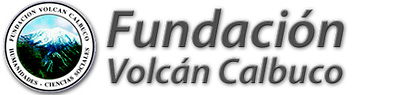 FUNDACION VOLCAN CALBUCO
HUMANIDADES - CIENCIAS SOCIALES
Fundación
Volcán Calbuco